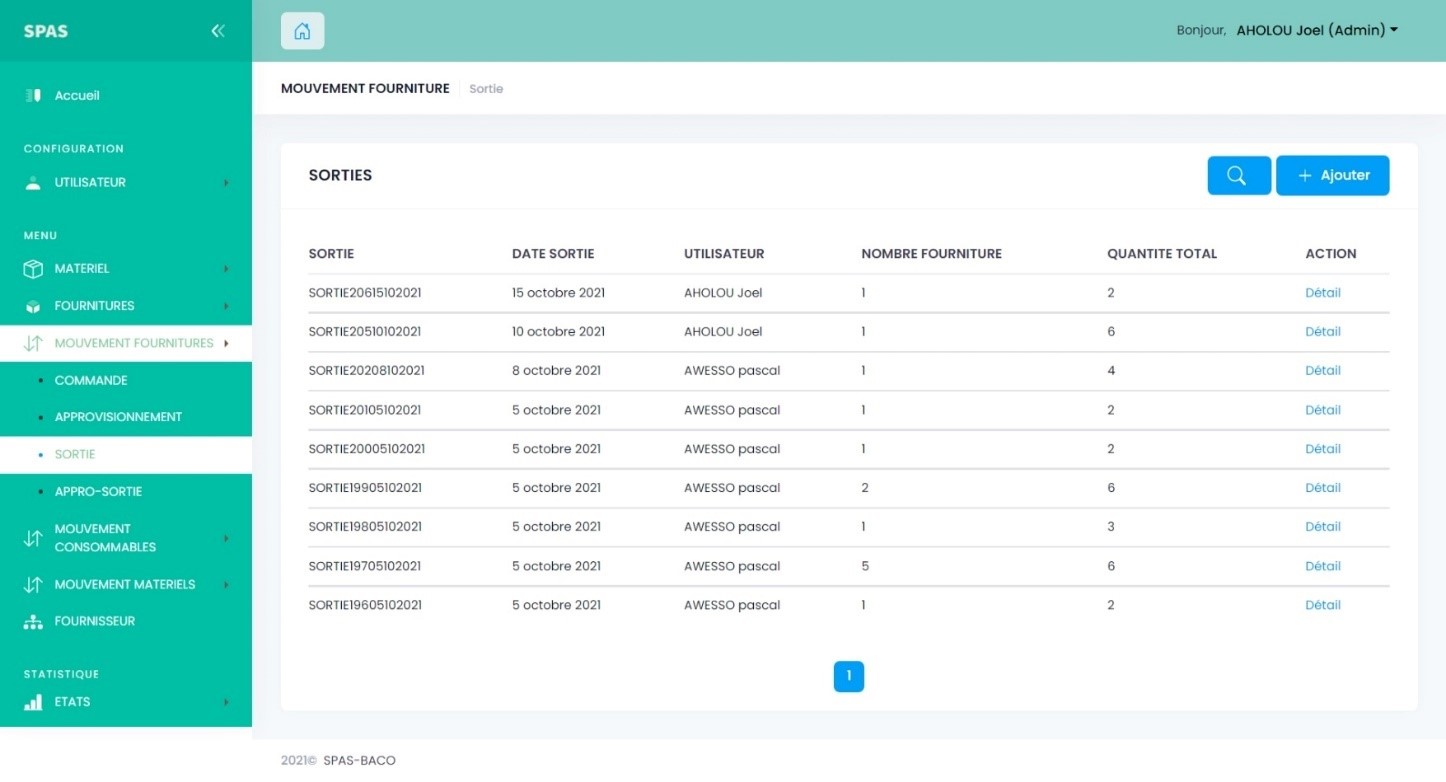 SPAS
Bonjour, AHOLOU Joel (Admin)
Accueil
CONFIGURATION
UTILISATEUR
MENU
MATERIEL
FOURNITURES
MOUVEMENT FOURNITURES
COMMANDE
APPROVISIONNEMENT
SORTIE
APPRO-SORTIE
MOUVEMENT
CONSOMMABLES
MOUVEMENT MATERIELS
FOURNISSEUR
STATISTIQUE
ETATS
MOUVEMENT FOURNITURE Sortie
SORTIES
+ Ajouter
SORTIE DATE SORTIE UTILISATEUR NOMBRE FOURNITURE QUANTITE TOTAL ACTION
SORTIE20615102021 15 octobre 2021 AHOLOU Joel 1 2 Détail
SORTIE20510102021 10 octobre 2021 AHOLOU Joel 1 6 Détail
SORTIE20208102021 8 octobre 2021 AWESSO pascal 1 4 Détail
SORTIE20105102021 5 octobre 2021 AWESSO pascal 1 2 Détail
SORTIE20005102021 5 octobre 2021 AWESSO pascal 1 2 Détail
SORTIE19905102021 5 octobre 2021 AWESSO pascal 2 6 Détail
SORTIE19805102021 5 octobre 2021 AWESSO pascal 1 3 Détail
SORTIE19705102021 5 octobre 2021 AWESSO pascal 5 6 Détail
SORTIE19605102021 5 octobre 2021 AWESSO pascal 1 2 Détail
1
2021© SPAS-BACO